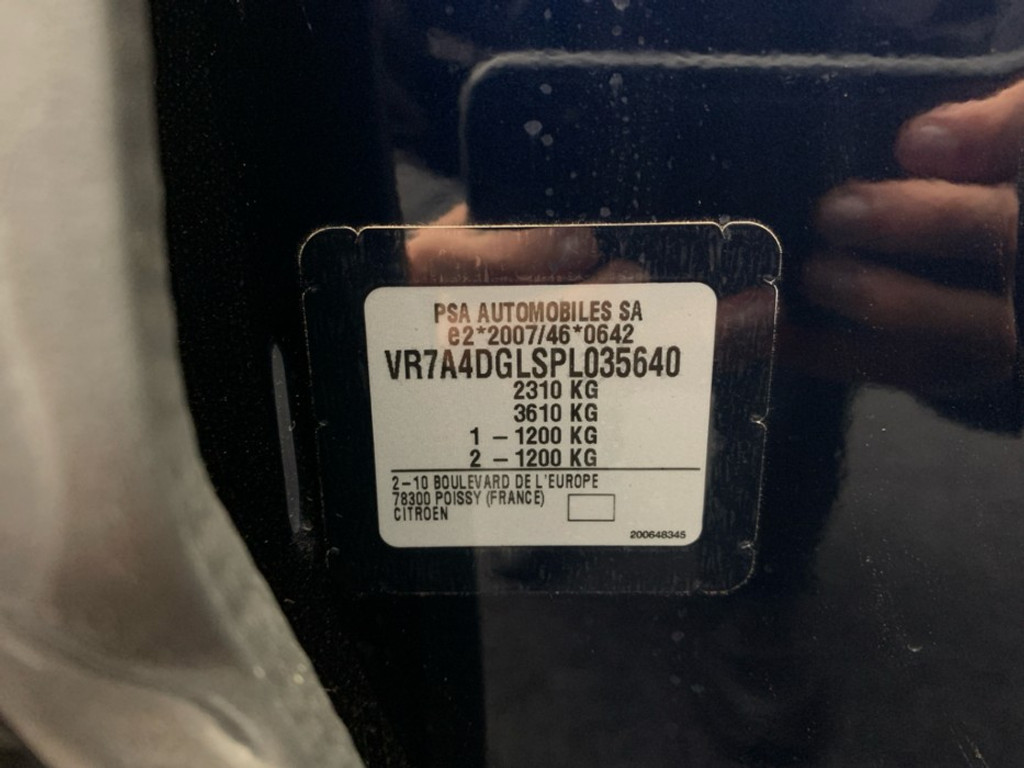 PSA AUTOMOBILES SA
e2*2007/46*0642
VR7A4DGLSPL035640
2310 KG
3610 KG
1 – 1200 KG
2 – 1200 KG
2–10 BOULEVARD DE L'EUROPE
78300 POISSY (FRANCE)
CITROEN
200648345